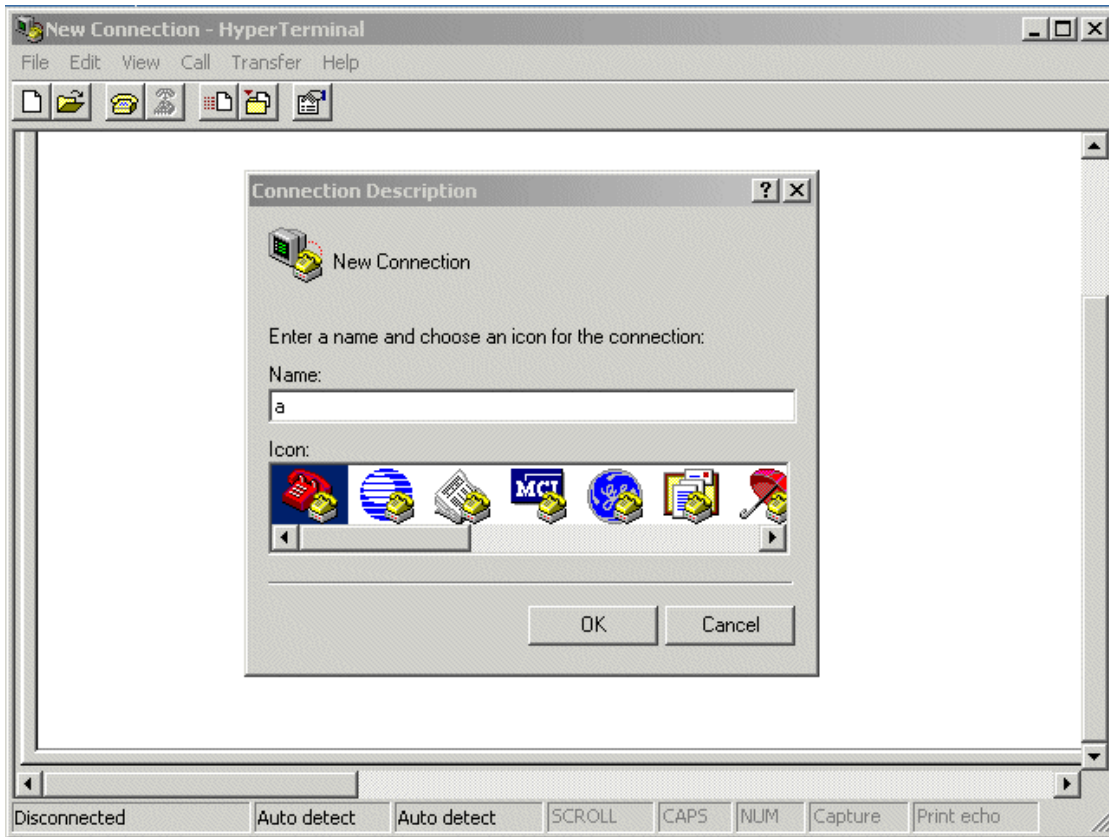 New Connection - HyperTerminal
File Edit View Call Transfer Help
Connection Description
New Connection
Enter a name and choose an icon for the connection:
Name:
a
Icon:
MCI
OK Cancel
Disconnected Auto detect Auto detect SCROLL CAPS NUM Capture Print echo